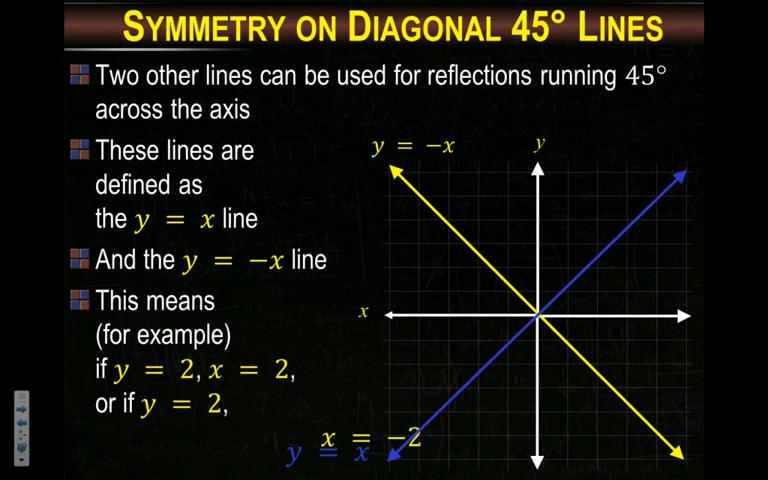 SYMMETRY ON DIAGONAL 45° LINES
Two other lines can be used for reflections running 45°
across the axis
These lines are
defined as
the y = x line
And the y = −x line
This means
(for example)
if y = 2, x = 2,
or if y = 2,
x = −2
y = −x
y
x
y = x